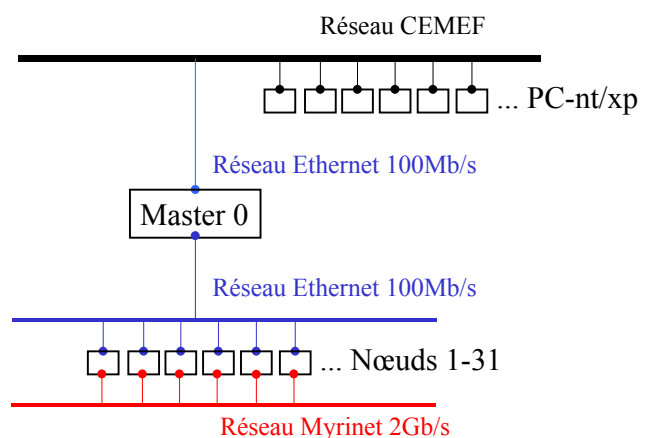 Réseau CEMEF
... PC-nt/xp
Réseau Ethernet 100Mb/s
Master 0
Réseau Ethernet 100Mb/s
... Nœuds 1-31
Réseau Myrinet 2Gb/s